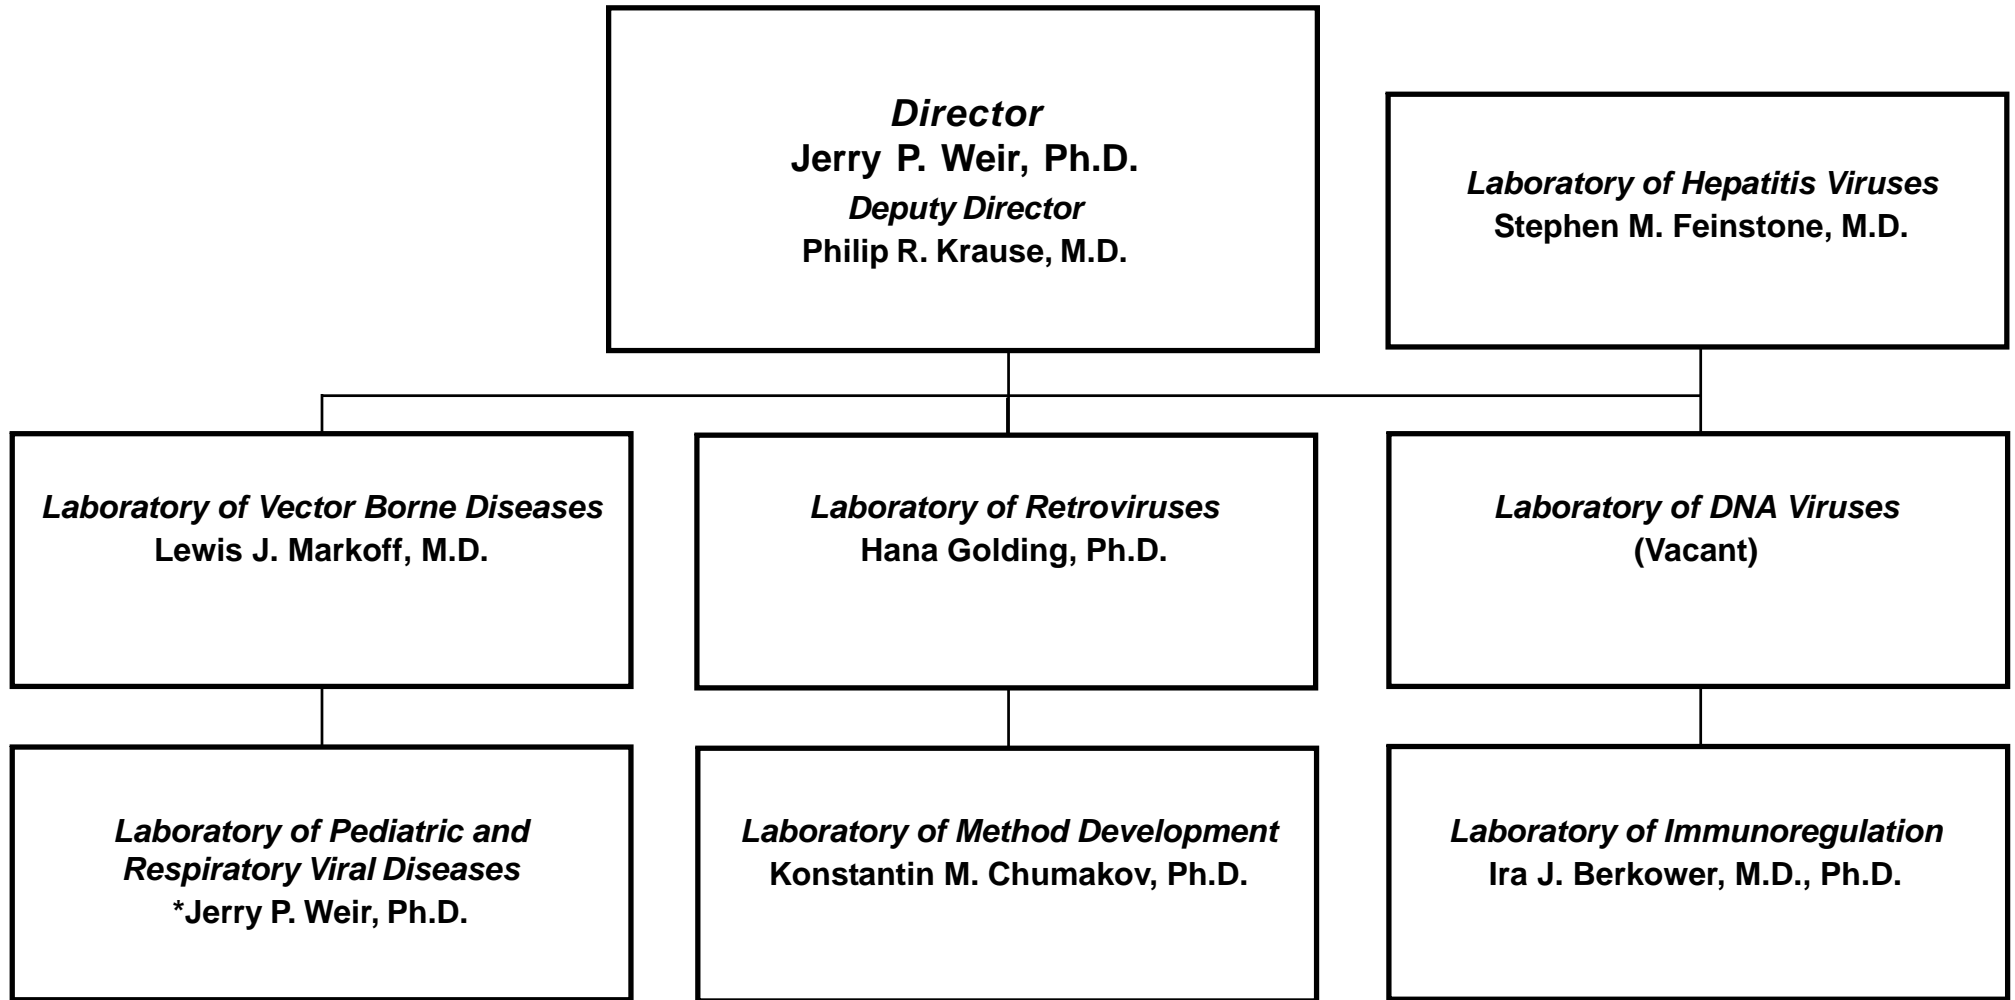 Director
Jerry P. Weir, Ph.D.
Deputy Director
Philip R. Krause, M.D.
Laboratory of Hepatitis Viruses
Stephen M. Feinstone, M.D.
Laboratory of Vector Borne Diseases
Lewis J. Markoff, M.D.
Laboratory of Retroviruses
Hana Golding, Ph.D.
Laboratory of DNA Viruses
(Vacant)
Laboratory of Pediatric and
Respiratory Viral Diseases
*Jerry P. Weir, Ph.D.
Laboratory of Method Development
Konstantin M. Chumakov, Ph.D.
Laboratory of Immunoregulation
Ira J. Berkower, M.D., Ph.D.